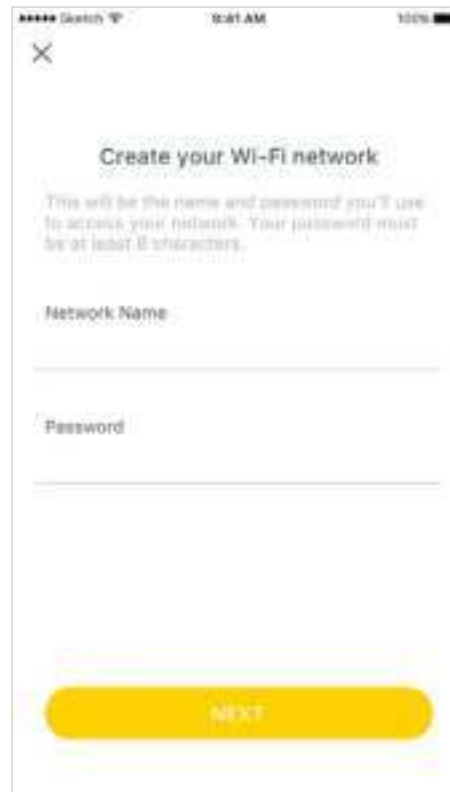 Sketch 9:41 AM 100%
Create your Wi-Fi network
This will be the name and password you'll use
to access your network. Your password must
be at least 8 characters.
Network Name
Password
NEXT